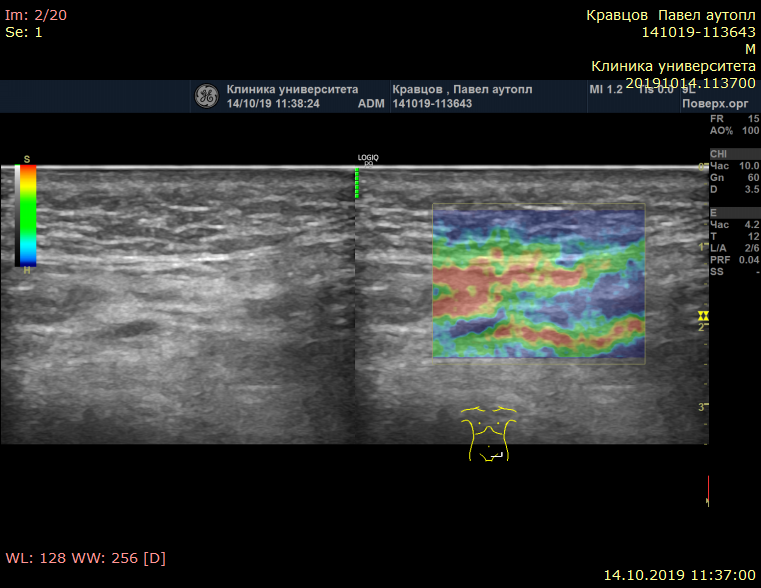 Im: 2/20
Se: 1
Кравцов Павел аутопл
141019-113643
M
Клиника университета
20191014.113700
Клиника университета
14/10/19 11:38:24 ADM
Кравцов , Павел аутопл
141019-113643
MI 1.2 TIs 0.0 9L
Поверх.орг
FR 15
AO% 100
CHI
Час 10.0
Gn 60
D 3.5
E
Час 4.2
T 12
L/A 2/6
PRF 0.04
SS -
S
H
LOGIQ
1
2
3
WL: 128 WW: 256 [D]
14.10.2019 11:37:00